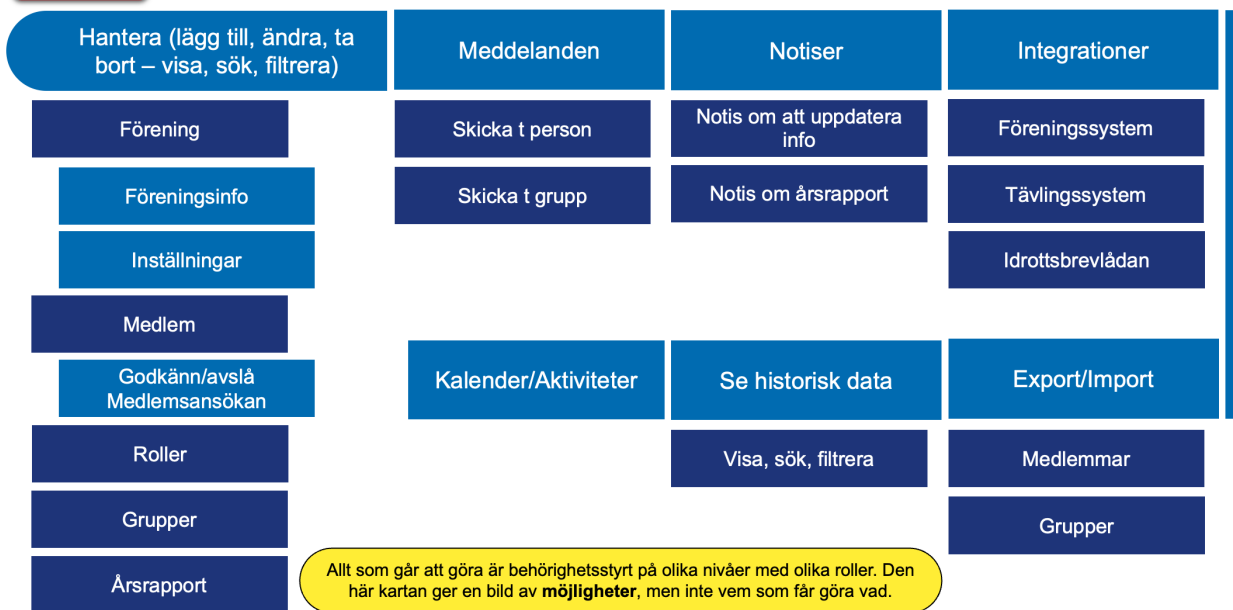 Hantera (lägg till, ändra, ta
bort – visa, sök, filtrera)
Förening
Föreningsinfo
Inställningar
Medlem
Godkänn/avslå
Medlemsansökan
Roller
Grupper
Årsrapport
Meddelanden
Skicka t person
Skicka t grupp
Notiser
Notis om att uppdatera
info
Notis om årsrapport
Integrationer
Föreningssystem
Tävlingssystem
Idrottsbrevlådan
Kalender/Aktiviteter
Se historisk data
Visa, sök, filtrera
Export/Import
Medlemmar
Grupper
Allt som går att göra är behörighetsstyrt på olika nivåer med olika roller. Den
här kartan ger en bild av möjligheter, men inte vem som får göra vad.